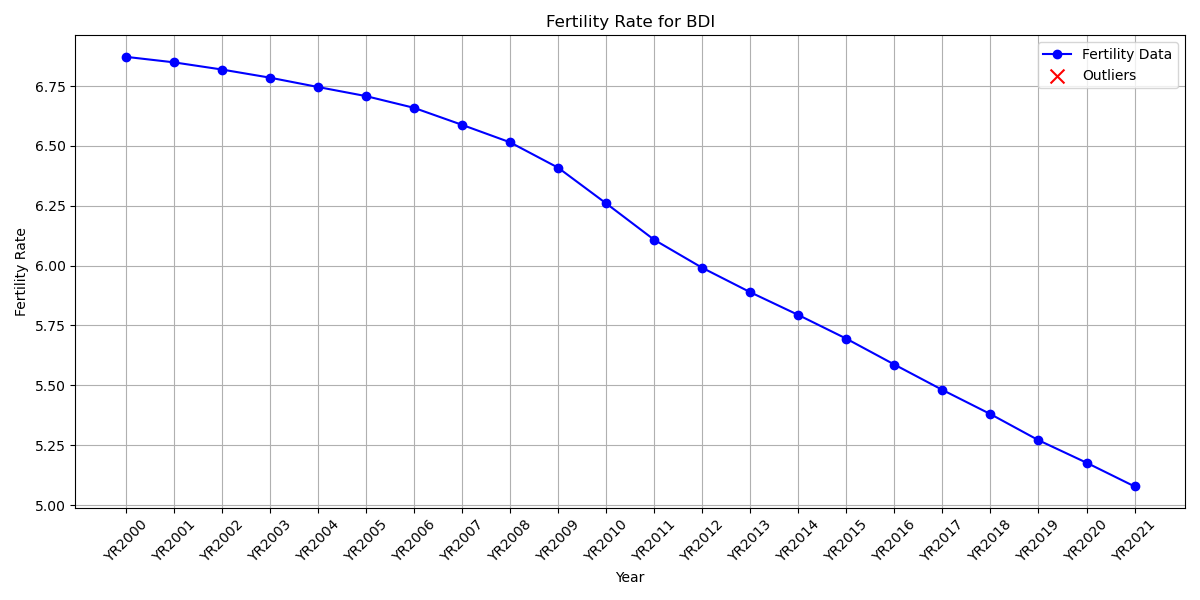 Fertility Rate for BDI
Fertility Data
Outliers
Fertility Rate
6.75
6.50
6.25
6.00
5.75
5.50
5.25
5.00
YR2000
YR2001
YR2002
YR2003
YR2004
YR2005
YR2006
YR2007
YR2008
YR2009
YR2010
YR2011
YR2012
YR2013
YR2014
YR2015
YR2016
YR2017
YR2018
YR2019
YR2020
YR2021
Year